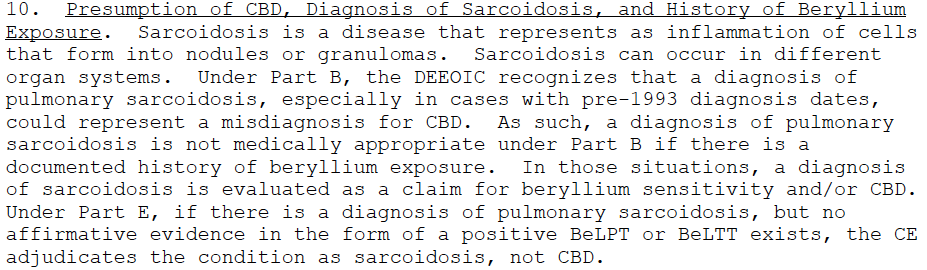 10.  Presumption of CBD, Diagnosis of Sarcoidosis, and History of Beryllium
Exposure.  Sarcoidosis is a disease that represents as inflammation of cells
that form into nodules or granulomas.  Sarcoidosis can occur in different
organ systems.  Under Part B, the DEEOIC recognizes that a diagnosis of
pulmonary sarcoidosis, especially in cases with pre-1993 diagnosis dates,
could represent a misdiagnosis for CBD.  As such, a diagnosis of pulmonary
sarcoidosis is not medically appropriate under Part B if there is a
documented history of beryllium exposure.  In those situations, a diagnosis
of sarcoidosis is evaluated as a claim for beryllium sensitivity and/or CBD.
Under Part E, if there is a diagnosis of pulmonary sarcoidosis, but no
affirmative evidence in the form of a positive BeLPT or BeLTT exists, the CE
adjudicates the condition as sarcoidosis, not CBD.